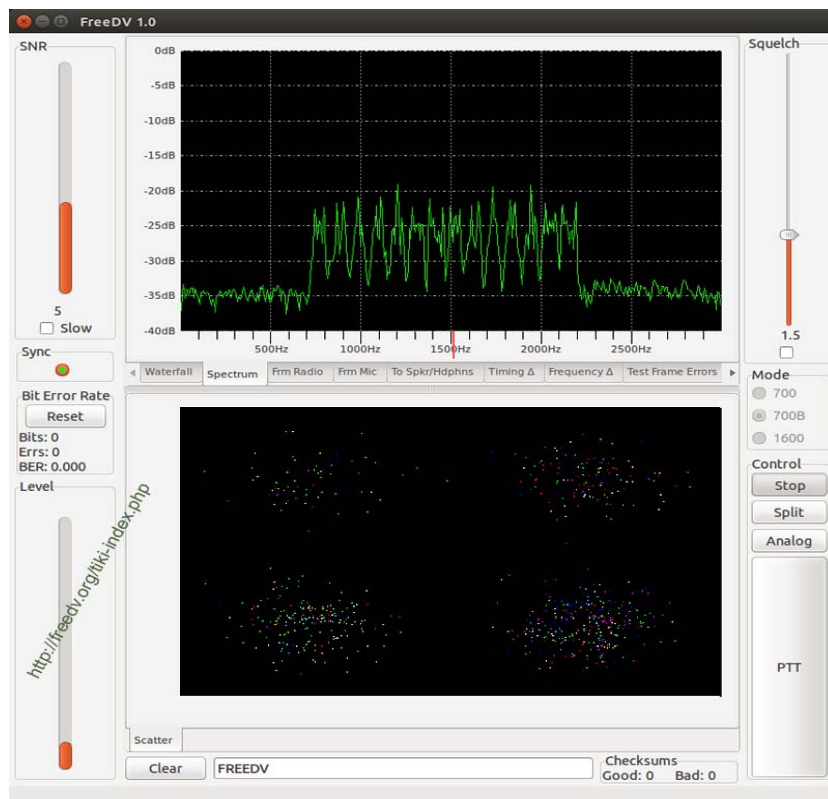 FreeDV 1.0
SNR
5
Slow
Sync
Bit Error Rate
Reset
Bits: 0
Errs: 0
BER: 0.000
Level
http://freedv.org/tiki-index.php
0dB
-5dB
-10dB
-15dB
-20dB
-25dB
-30dB
-35dB
-40dB
500Hz 1000Hz 1500Hz 2000Hz 2500Hz
Waterfall Spectrum Frm Radio Frm Mic To Spkr/Hdphns Timing Δ Frequency Δ Test Frame Errors
Scatter
Clear FREEDV
Checksums
Good: 0 Bad: 0
Squelch
1.5
Mode
700
700B
1600
Control
Stop
Split
Analog
PTT